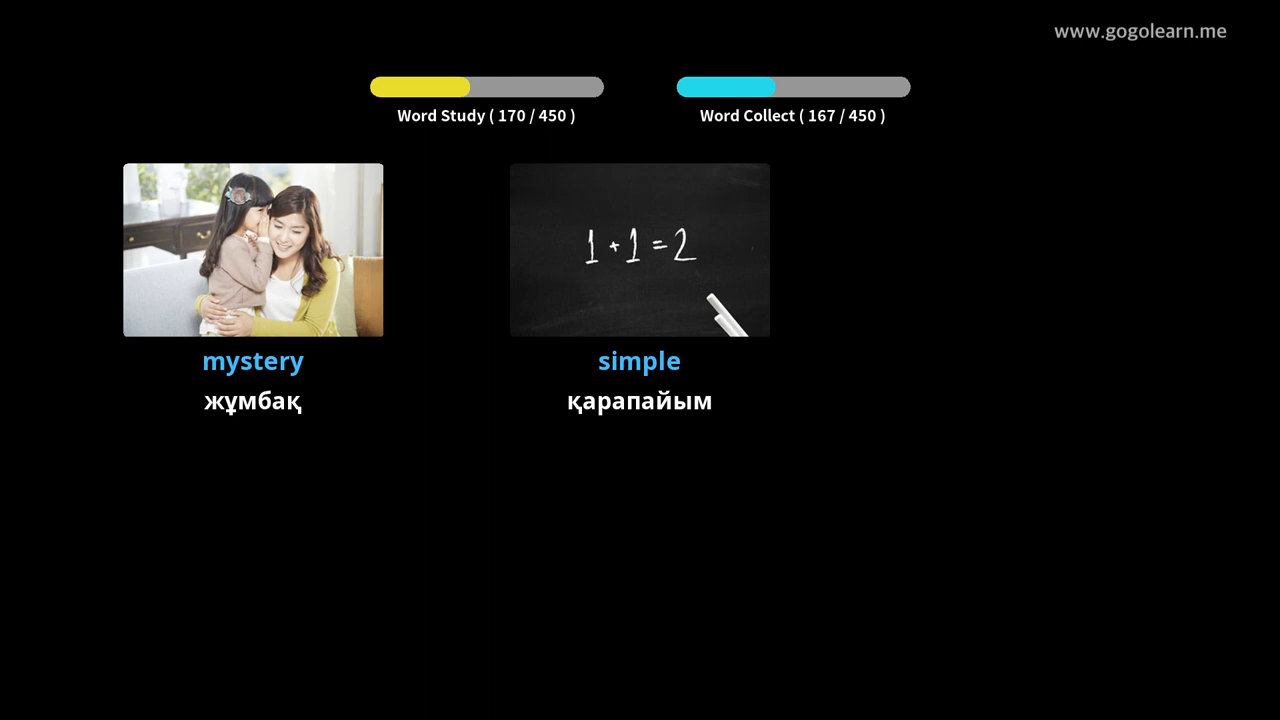 www.gogolearn.me
Word Study ( 170 / 450 )
Word Collect ( 167 / 450 )
1 + 1 = 2
mystery
simple
жұмбақ
қарапайым